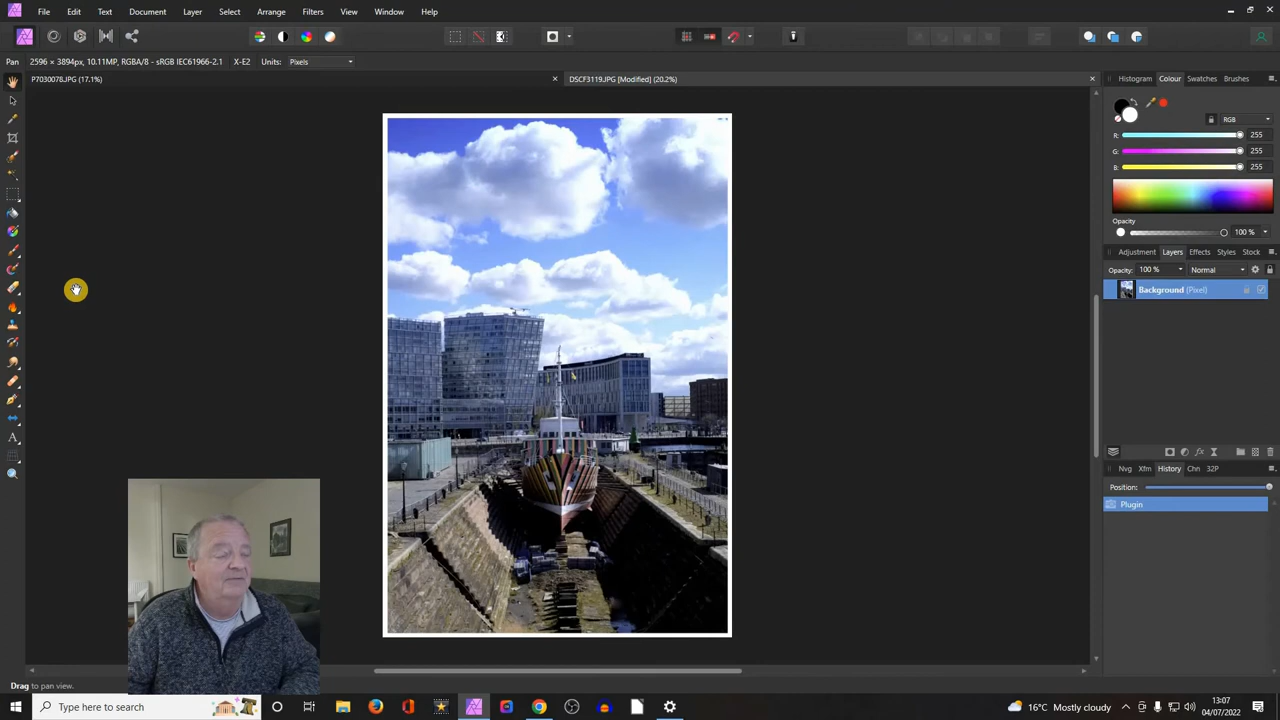 File Edit Text Document Layer Select Arrange Filters View Window Help
Pan 2596 × 3894px, 10.11MP, RGBA/8 - sRGB IEC61966-2.1 X-E2 Units: Pixels
P7030078.JPG (17.1%) DSCF3119.JPG [Modified] (20.2%)
Histogram Colour Swatches Brushes
RGB
R: 255
G: 255
B: 255
Opacity
100 %
Adjustment Layers Effects Styles Stock
Opacity: 100 % Normal
Background (Pixel)
Nvg Xfm History Chn 32P
Position:
Plugin
Drag to pan view.
Type here to search
16°C Mostly cloudy
13:07
04/07/2022